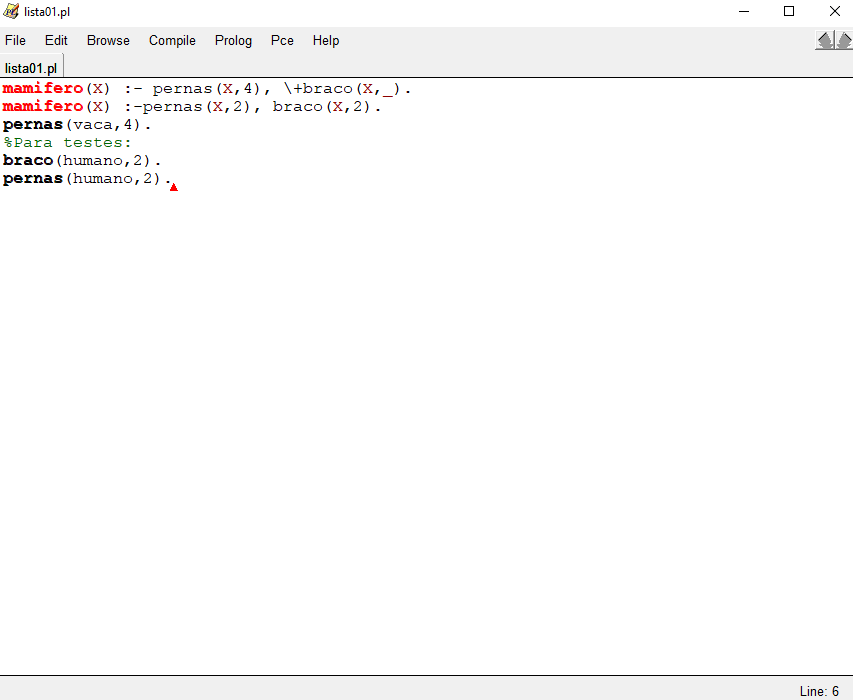 lista01.pl
File Edit Browse Compile Prolog Pce Help
lista01.pl
mamifero(X) :- pernas(X,4), \+braco(X,_).
mamifero(X) :-pernas(X,2), braco(X,2).
pernas(vaca,4).
%Para testes:
braco(humano,2).
pernas(humano,2).
Line: 6